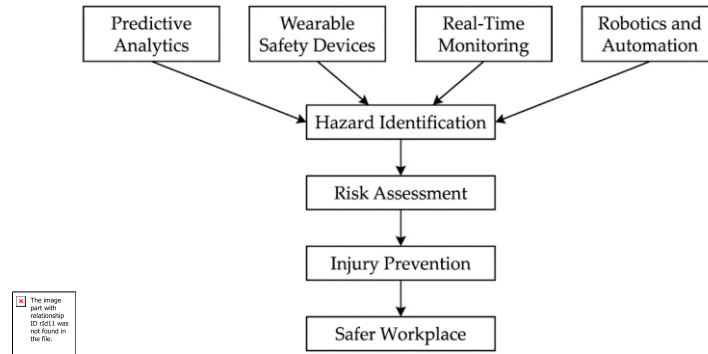 Predictive
Analytics
Wearable
Safety Devices
Real-Time
Monitoring
Robotics and
Automation
Hazard Identification
Risk Assessment
Injury Prevention
Safer Workplace
The image
part with
relationship
ID rId11 was
not found in
the file.